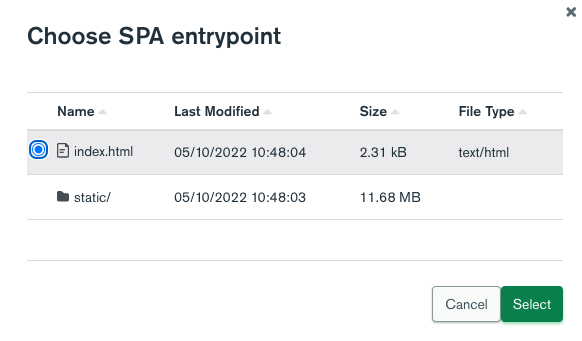 Choose SPA entrypoint
Name Last Modified Size File Type
index.html 05/10/2022 10:48:04 2.31 kB text/html
static/ 05/10/2022 10:48:03 11.68 MB
Cancel Select